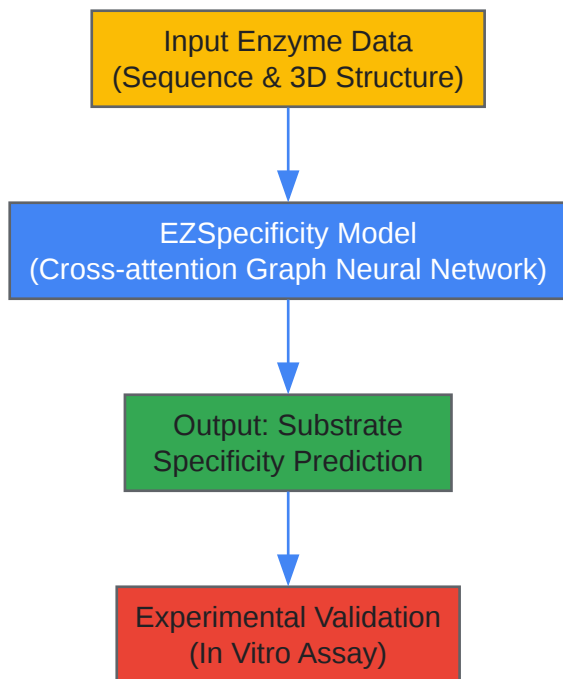 Input Enzyme Data
(Sequence & 3D Structure)
EZSpecificity Model
(Cross-attention Graph Neural Network)
Output: Substrate
Specificity Prediction
Experimental Validation
(In Vitro Assay)